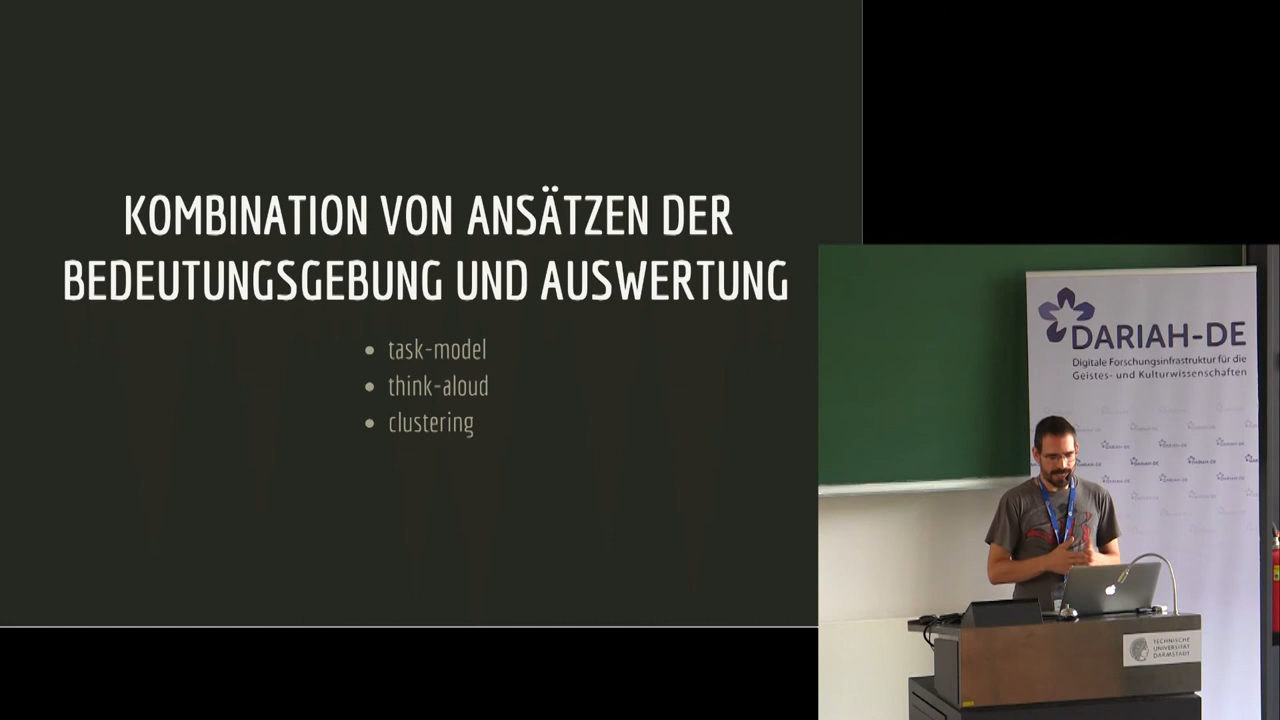 KOMBINATION VON ANSÄTZEN DER
BEDEUTUNGSGEBUNG UND AUSWERTUNG
task-model
think-aloud
clustering
DARIAH-DE
Digitale Forschungsinfrastruktur für die
Geistes- und Kulturwissenschaften
TECHNISCHE
UNIVERSITÄT
DARMSTADT